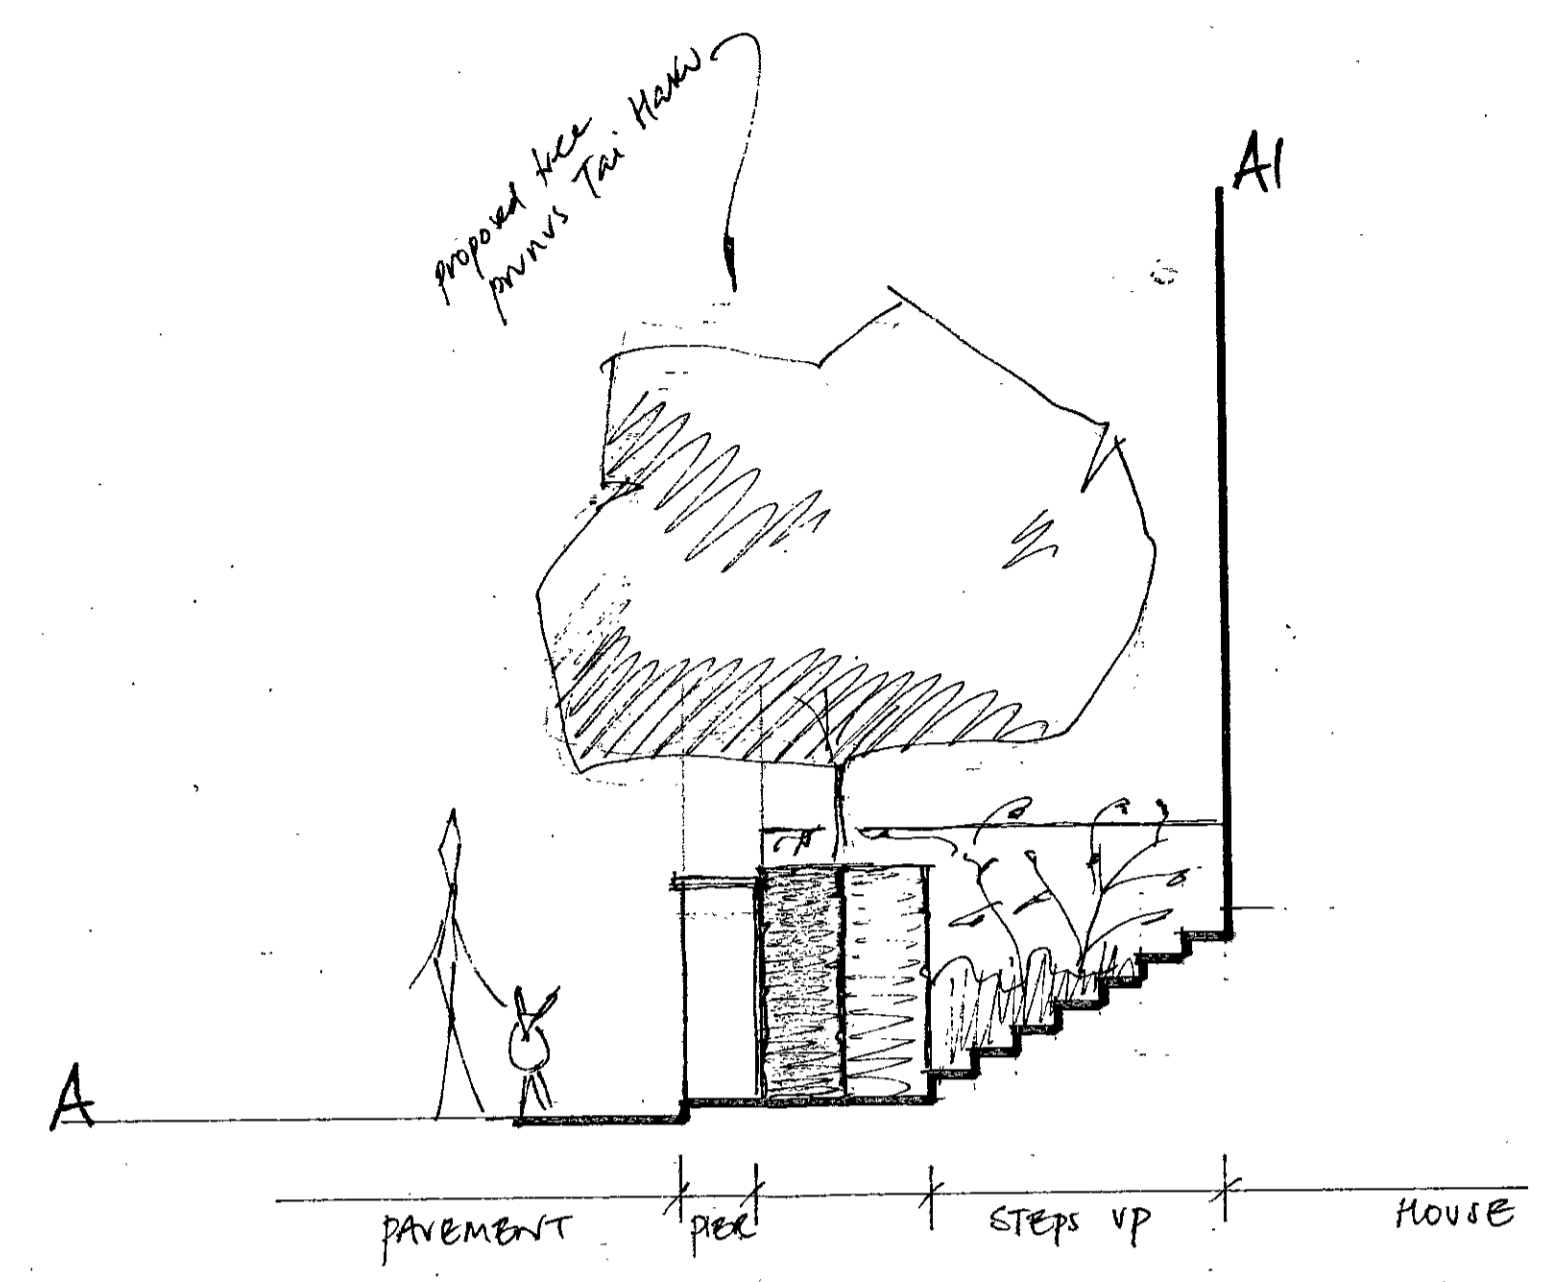 proposed tree
prunus Tai Haku
A1
A
PAVEMENT
PIER
STEPS UP
HOUSE